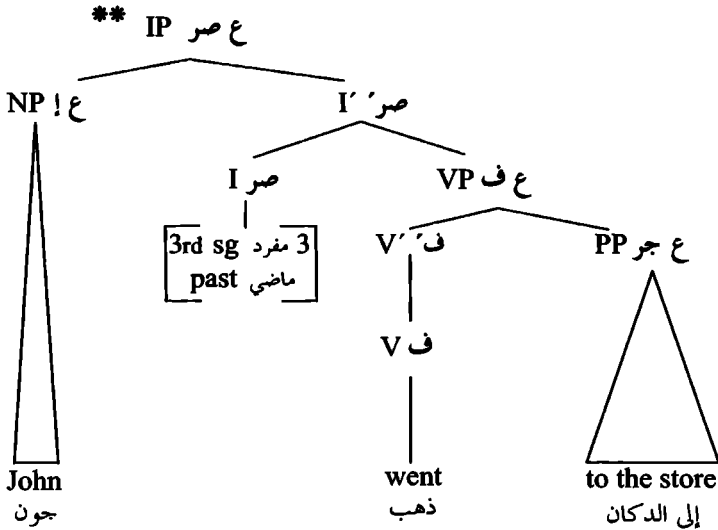 ** IP ع صر
NP ع إ
I´ صر´
I صر
VP ع ف
3rd sg مفرد 3
past ماضي
V´ ف´
PP ع جر
V ف
John
went
to the store
جون
ذهب
إلى الدكان